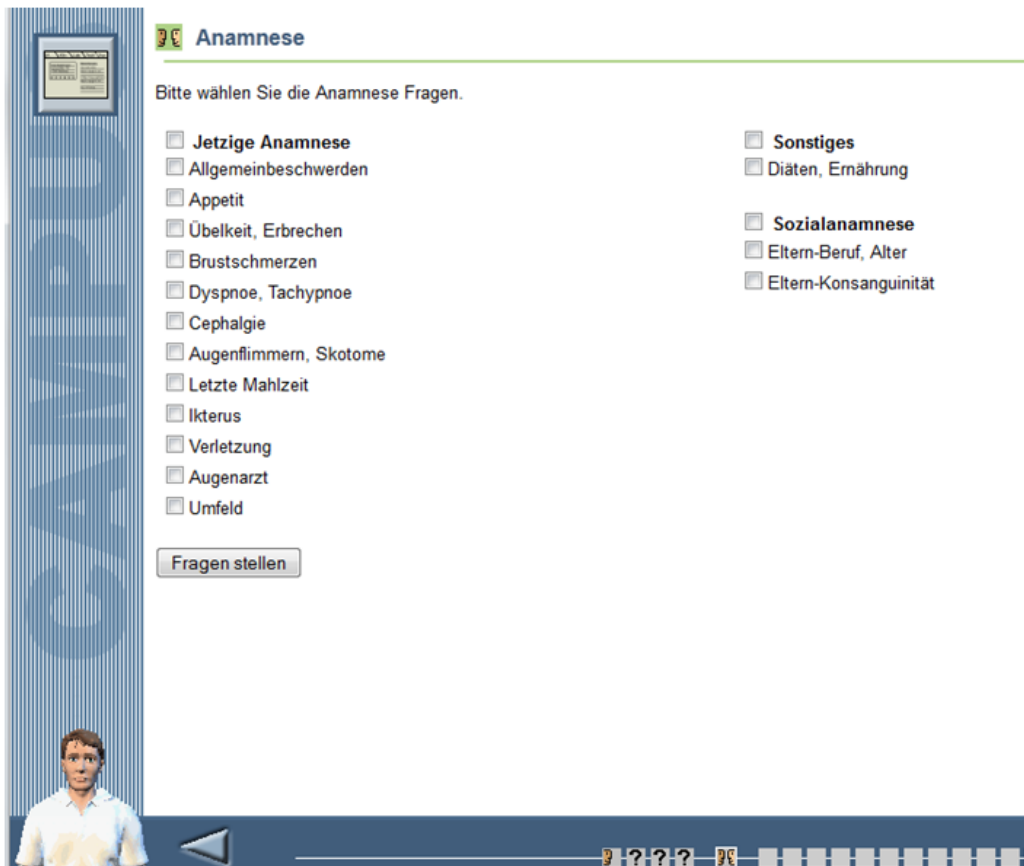 Anamnese
Bitte wählen Sie die Anamnese Fragen.
Jetzige Anamnese
Allgemeinbeschwerden
Appetit
Übelkeit, Erbrechen
Brustschmerzen
Dyspnoe, Tachypnoe
Cephalgie
Augenflimmern, Skotome
Letzte Mahlzeit
Ikterus
Verletzung
Augenarzt
Umfeld
Sonstiges
Diäten, Ernährung
Sozialanamnese
Eltern-Beruf, Alter
Eltern-Konsanguinität
Fragen stellen
CAMPUS
? ? ?